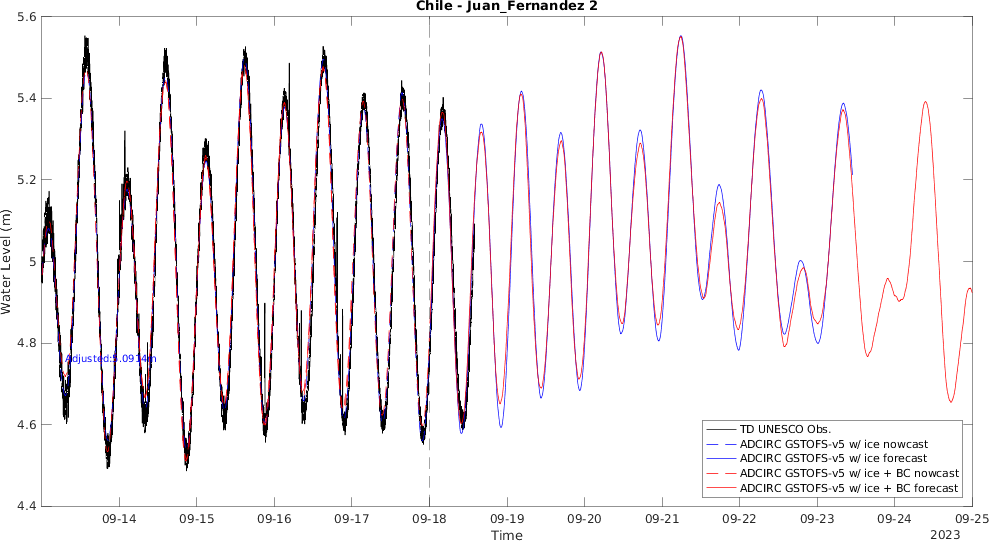 Chile - Juan_Fernandez 2
Water Level (m)
5.6
5.4
5.2
5
4.8
4.6
4.4
Adjusted:5.0914m
TD UNESCO Obs.
ADCIRC GSTOFS-v5 w/ ice nowcast
ADCIRC GSTOFS-v5 w/ ice forecast
ADCIRC GSTOFS-v5 w/ ice + BC nowcast
ADCIRC GSTOFS-v5 w/ ice + BC forecast
09-14 09-15 09-16 09-17 09-18 09-19 09-20 09-21 09-22 09-23 09-24 09-25
Time
2023